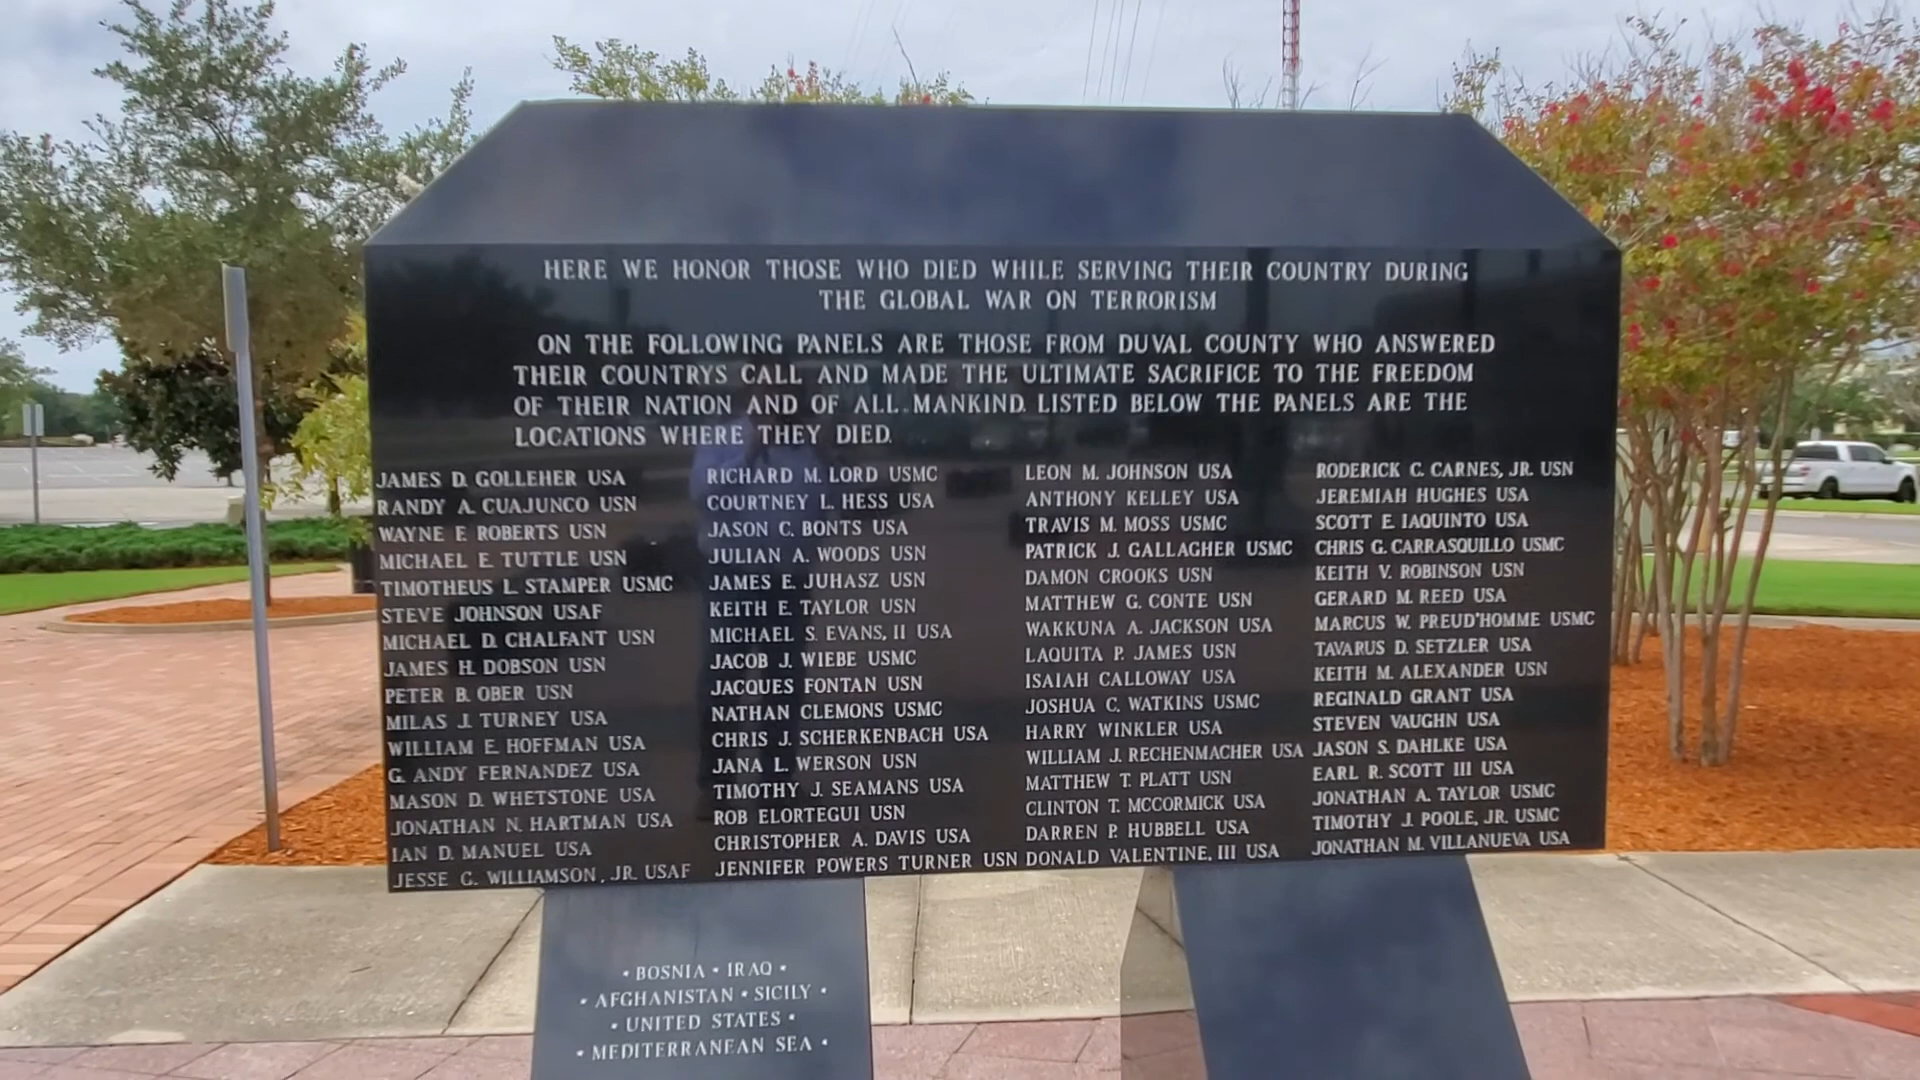 HERE WE HONOR THOSE WHO DIED WHILE SERVING THEIR COUNTRY DURING
THE GLOBAL WAR ON TERRORISM
ON THE FOLLOWING PANELS ARE THOSE FROM DUVAL COUNTY WHO ANSWERED
THEIR COUNTRYS CALL AND MADE THE ULTIMATE SACRIFICE TO THE FREEDOM
OF THEIR NATION AND OF ALL MANKIND. LISTED BELOW THE PANELS ARE THE
LOCATIONS WHERE THEY DIED.
JAMES D. GOLLEHER USA
RANDY A. CUAJUNCO USN
WAYNE F. ROBERTS USN
MICHAEL E. TUTTLE USN
TIMOTHEUS L. STAMPER USMC
STEVE JOHNSON USAF
MICHAEL D. CHALFANT USN
JAMES H. DOBSON USN
PETER B. OBER USN
MILAS J. TURNEY USA
WILLIAM E. HOFFMAN USA
G. ANDY FERNANDEZ USA
MASON D. WHETSTONE USA
JONATHAN N. HARTMAN USA
IAN D. MANUEL USA
JESSE G. WILLIAMSON, JR. USAF
RICHARD M. LORD USMC
COURTNEY L. HESS USA
JASON C. BONTS USA
JULIAN A. WOODS USN
JAMES E. JUHASZ USN
KEITH E. TAYLOR USN
MICHAEL S. EVANS, II USA
JACOB J. WIEBE USMC
JACQUES FONTAN USN
NATHAN CLEMONS USMC
CHRIS J. SCHERKENBACH USA
JANA L. WERSON USN
TIMOTHY J. SEAMANS USA
ROB ELORTEGUI USN
CHRISTOPHER A. DAVIS USA
JENNIFER POWERS TURNER USN
LEON M. JOHNSON USA
ANTHONY KELLEY USA
TRAVIS M. MOSS USMC
PATRICK J. GALLAGHER USMC
DAMON CROOKS USN
MATTHEW G. CONTE USN
WAKKUNA A. JACKSON USA
LAQUITA P. JAMES USN
ISAIAH CALLOWAY USA
JOSHUA C. WATKINS USMC
HARRY WINKLER USA
WILLIAM J. RECHENMACHER USA
MATTHEW T. PLATT USN
CLINTON T. MCCORMICK USA
DARREN P. HUBBELL USA
DONALD VALENTINE, III USA
RODERICK C. CARNES, JR. USN
JEREMIAH HUGHES USA
SCOTT E. IAQUINTO USA
CHRIS G. CARRASQUILLO USMC
KEITH V. ROBINSON USN
GERARD M. REED USA
MARCUS W. PREUD'HOMME USMC
TAVARUS D. SETZLER USA
KEITH M. ALEXANDER USN
REGINALD GRANT USA
STEVEN VAUGHN USA
JASON S. DAHLKE USA
EARL R. SCOTT III USA
JONATHAN A. TAYLOR USMC
TIMOTHY J. POOLE, JR. USMC
JONATHAN M. VILLANUEVA USA
• BOSNIA • IRAQ •
• AFGHANISTAN • SICILY •
• UNITED STATES •
• MEDITERRANEAN SEA •